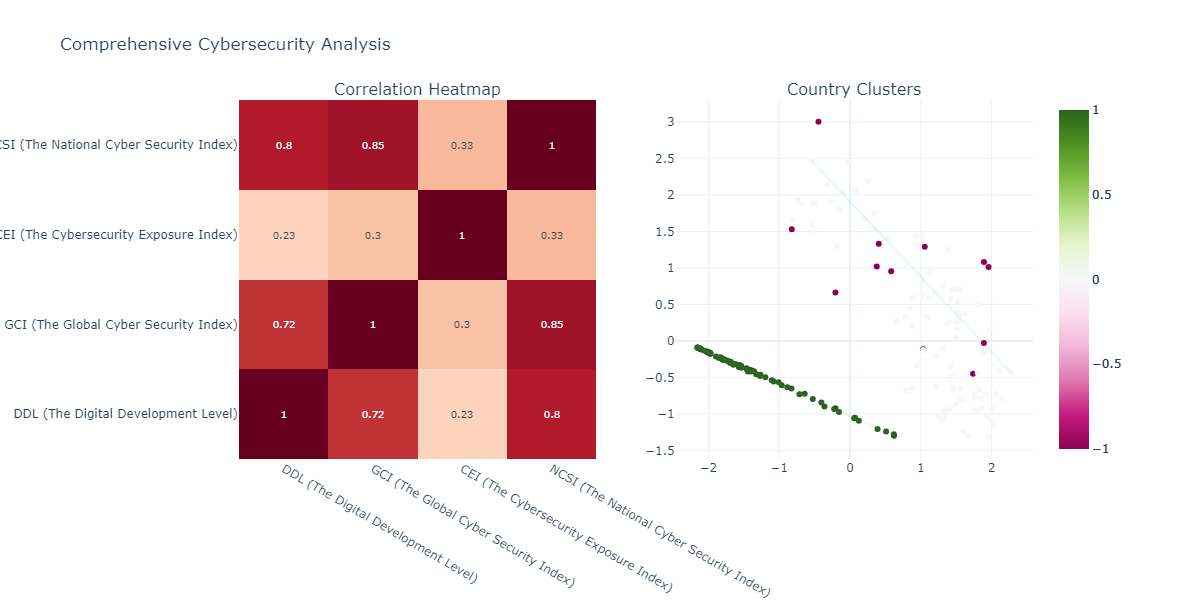 Comprehensive Cybersecurity Analysis
Correlation Heatmap
CSI (The National Cyber Security Index)
0.8 0.85 0.33 1
CEI (The Cybersecurity Exposure Index)
0.23 0.3 1 0.33
GCI (The Global Cyber Security Index)
0.72 1 0.3 0.85
DDL (The Digital Development Level)
1 0.72 0.23 0.8
DDL (The Digital Development Level)
GCI (The Global Cyber Security Index)
CEI (The Cybersecurity Exposure Index)
NCSI (The National Cyber Security Index)
Country Clusters
3
2.5
2
1.5
1
0.5
0
−0.5
−1
−1.5
−2 −1 0 1 2
1
0.5
0
−0.5
−1